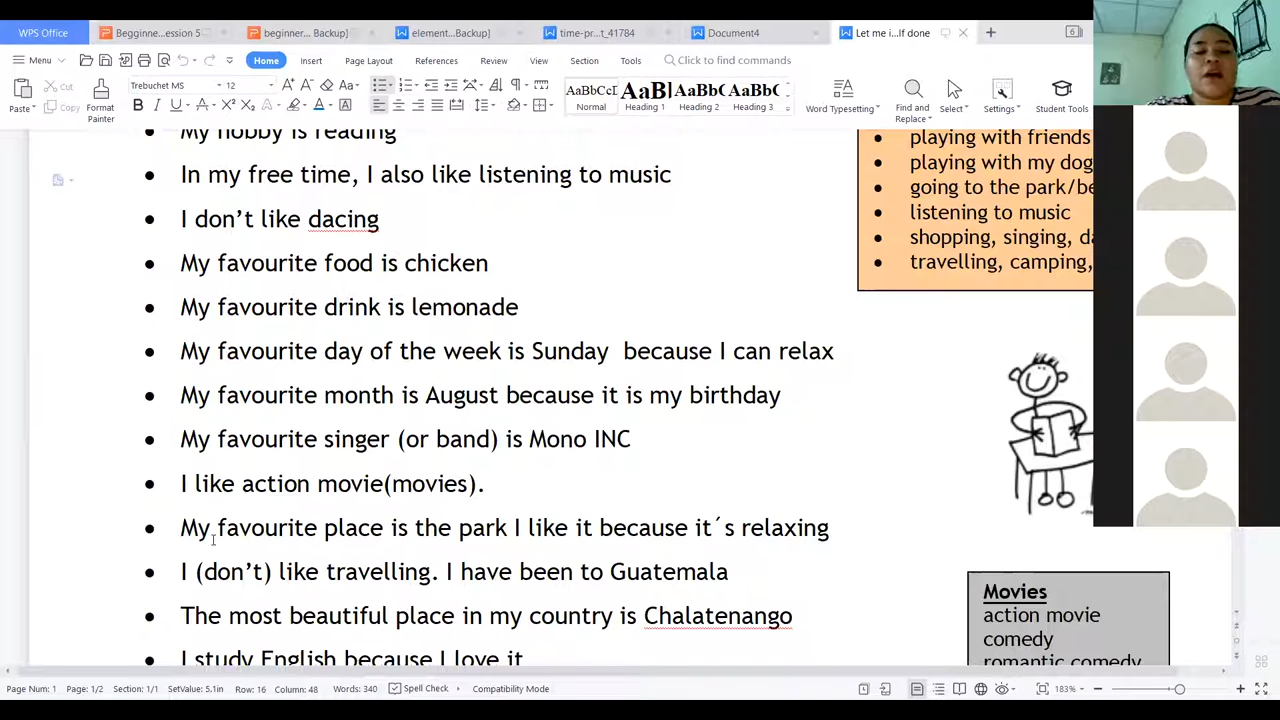 WPS Office
Begginne...ession 5
beginner... Backup]
element...Backup]
time-pr...t_41784
Document4
Let me i...lf done
6
Menu
Home
Insert
Page Layout
References
Review
View
Section
Tools
Click to find commands
Paste
Cut
Copy
Format
Painter
Trebuchet MS
12
AaBbCcD
Normal
AaB
Heading 1
AaBb
Heading 2
AaBbC
Heading 3
Word Typesetting
Find and
Replace
Select
Settings
Student Tools
My hobby is reading
In my free time, I also like listening to music
I don’t like dacing
My favourite food is chicken
My favourite drink is lemonade
My favourite day of the week is Sunday  because I can relax
My favourite month is August because it is my birthday
My favourite singer (or band) is Mono INC
I like action movie(movies).
My favourite place is the park I like it because it´s relaxing
I (don’t) like travelling. I have been to Guatemala
The most beautiful place in my country is Chalatenango
I study English because I love it
playing with friends
playing with my dog
going to the park/be
listening to music
shopping, singing, da
travelling, camping,
Movies
action movie
comedy
romantic comedy
Page Num: 1
Page: 1/2
Section: 1/1
SetValue: 5.1in
Row: 16
Column: 48
Words: 340
Spell Check
Compatibility Mode
183%